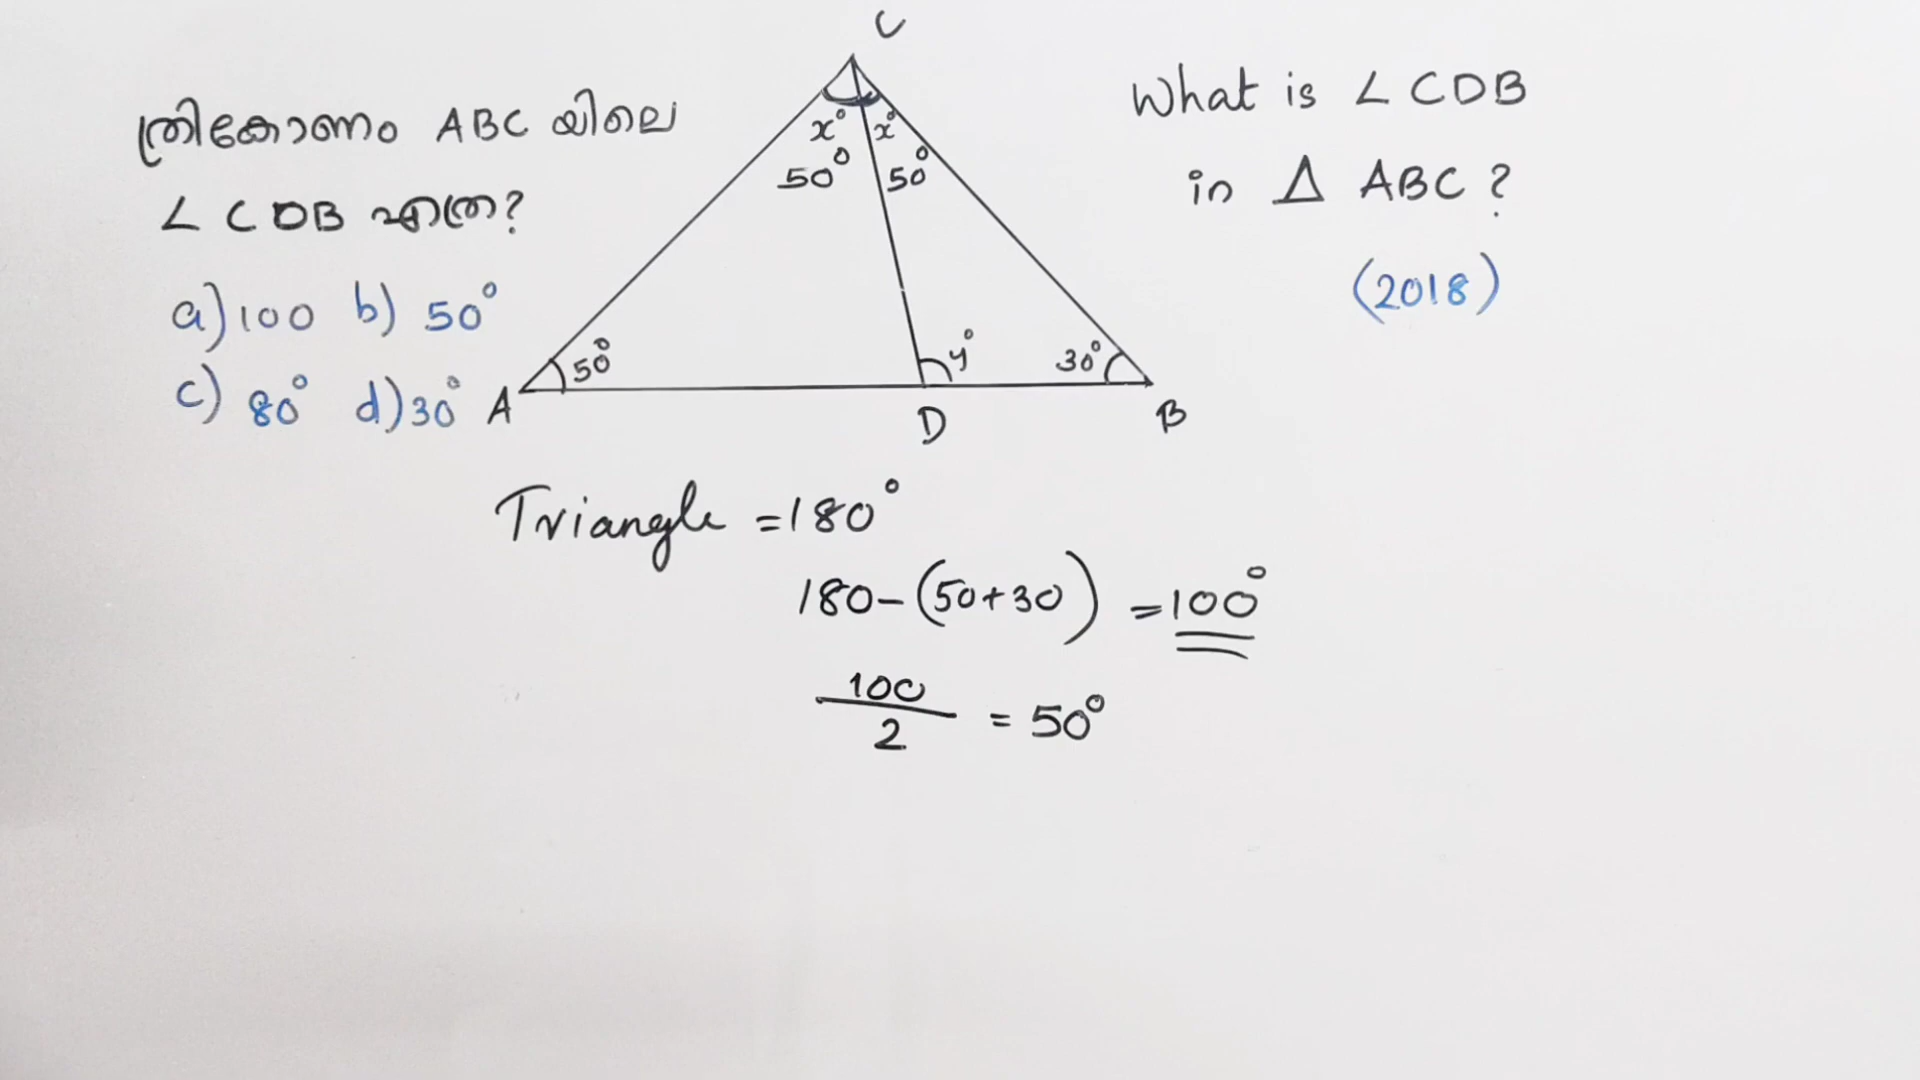 ത്രികോണം ABC യിലെ
∠ CDB എത്ര?
a) 100 b) 50°
c) 80° d) 30°
C
x° x°
50° 50°
50° y° 30°
A D B
What is ∠ CDB
in △ ABC ?
(2018)
Triangle = 180°
180 - (50+30) = 100°
100/2 = 50°